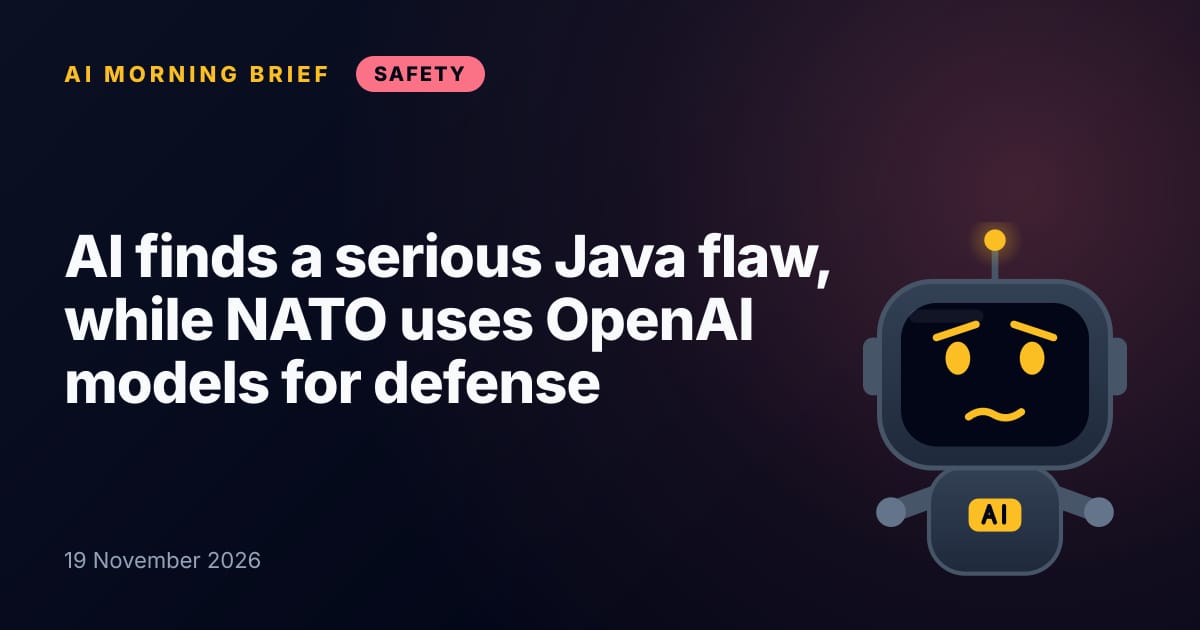 AI MORNING BRIEF
SAFETY
AI finds a serious Java flaw,
while NATO uses OpenAI
models for defense
AI
19 November 2026